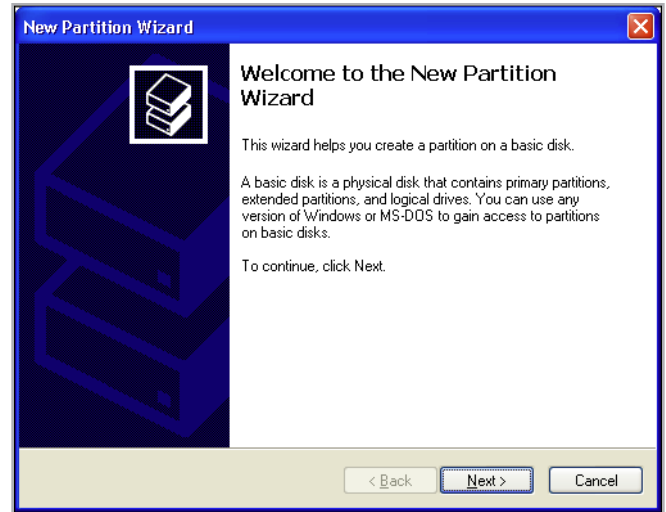 New Partition Wizard
Welcome to the New Partition
Wizard
This wizard helps you create a partition on a basic disk.
A basic disk is a physical disk that contains primary partitions,
extended partitions, and logical drives. You can use any
version of Windows or MS-DOS to gain access to partitions
on basic disks.
To continue, click Next.
< Back Next > Cancel